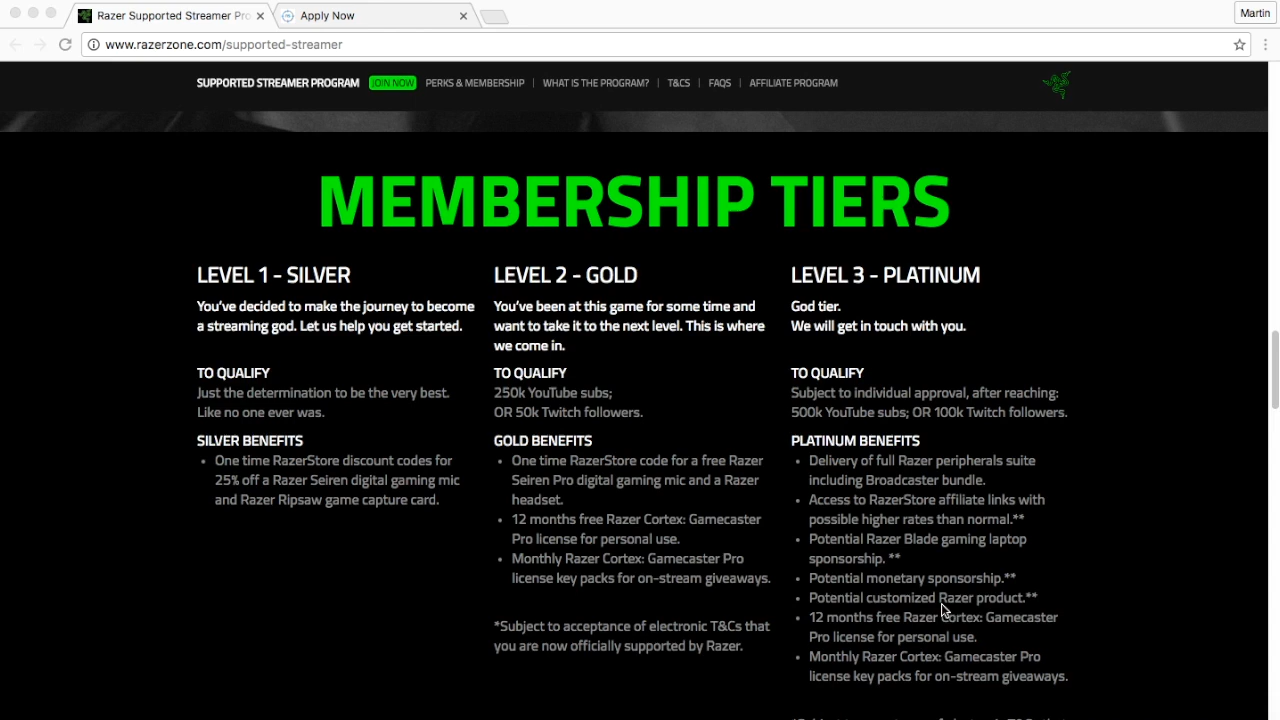 Razer Supported Streamer Pro
Apply Now
Martin
www.razerzone.com/supported-streamer
SUPPORTED STREAMER PROGRAM JOIN NOW PERKS & MEMBERSHIP | WHAT IS THE PROGRAM? | T&CS | FAQS | AFFILIATE PROGRAM
MEMBERSHIP TIERS
LEVEL 1 - SILVER
You've decided to make the journey to become
a streaming god. Let us help you get started.
TO QUALIFY
Just the determination to be the very best.
Like no one ever was.
SILVER BENEFITS
• One time RazerStore discount codes for
25% off a Razer Seiren digital gaming mic
and Razer Ripsaw game capture card.
LEVEL 2 - GOLD
You've been at this game for some time and
want to take it to the next level. This is where
we come in.
TO QUALIFY
250k YouTube subs;
OR 50k Twitch followers.
GOLD BENEFITS
• One time RazerStore code for a free Razer
Seiren Pro digital gaming mic and a Razer
headset.
• 12 months free Razer Cortex: Gamecaster
Pro license for personal use.
• Monthly Razer Cortex: Gamecaster Pro
license key packs for on-stream giveaways.
*Subject to acceptance of electronic T&Cs that
you are now officially supported by Razer.
LEVEL 3 - PLATINUM
God tier.
We will get in touch with you.
TO QUALIFY
Subject to individual approval, after reaching:
500k YouTube subs; OR 100k Twitch followers.
PLATINUM BENEFITS
• Delivery of full Razer peripherals suite
including Broadcaster bundle.
• Access to RazerStore affiliate links with
possible higher rates than normal.**
• Potential Razer Blade gaming laptop
sponsorship. **
• Potential monetary sponsorship.**
• Potential customized Razer product.**
• 12 months free Razer Cortex: Gamecaster
Pro license for personal use.
• Monthly Razer Cortex: Gamecaster Pro
license key packs for on-stream giveaways.